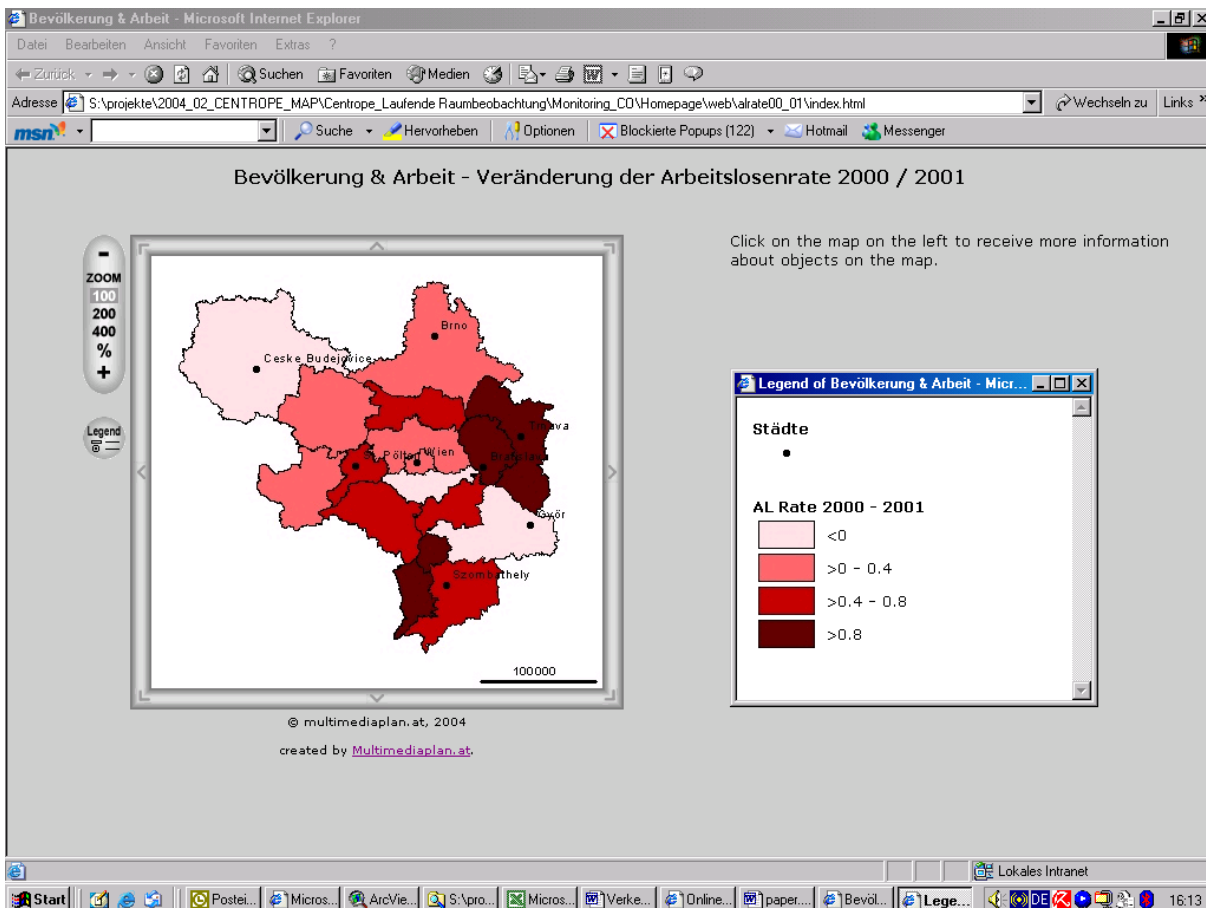 Bevölkerung & Arbeit - Microsoft Internet Explorer
Datei Bearbeiten Ansicht Favoriten Extras ?
Zurück Suchen Favoriten Medien
Adresse S:\projekte\2004_02_CENTROPE_MAP\Centrope_Laufende Raumbeobachtung\Monitoring_CO\Homepage\web\alrate00_01\index.html Wechseln zu Links »
msn Suche Hervorheben Optionen Blockierte Popups (122) Hotmail Messenger
Bevölkerung & Arbeit - Veränderung der Arbeitslosenrate 2000 / 2001
Click on the map on the left to receive more information
about objects on the map.
-
ZOOM
100
200
400
%
+
Legend
Brno
Ceske Budejovice
Trnava
St. Pölten
Wien
Bratislava
Győr
Szombathely
100000
Legend of Bevölkerung & Arbeit - Micr...
Städte
AL Rate 2000 - 2001
<0
>0 - 0.4
>0.4 - 0.8
>0.8
© multimediaplan.at, 2004
created by Multimediaplan.at.
Lokales Intranet
Start Postei... Micros... ArcVie... S:\pro... Micros... Verke... Online... paper.... Bevöl... Lege... DE 16:13